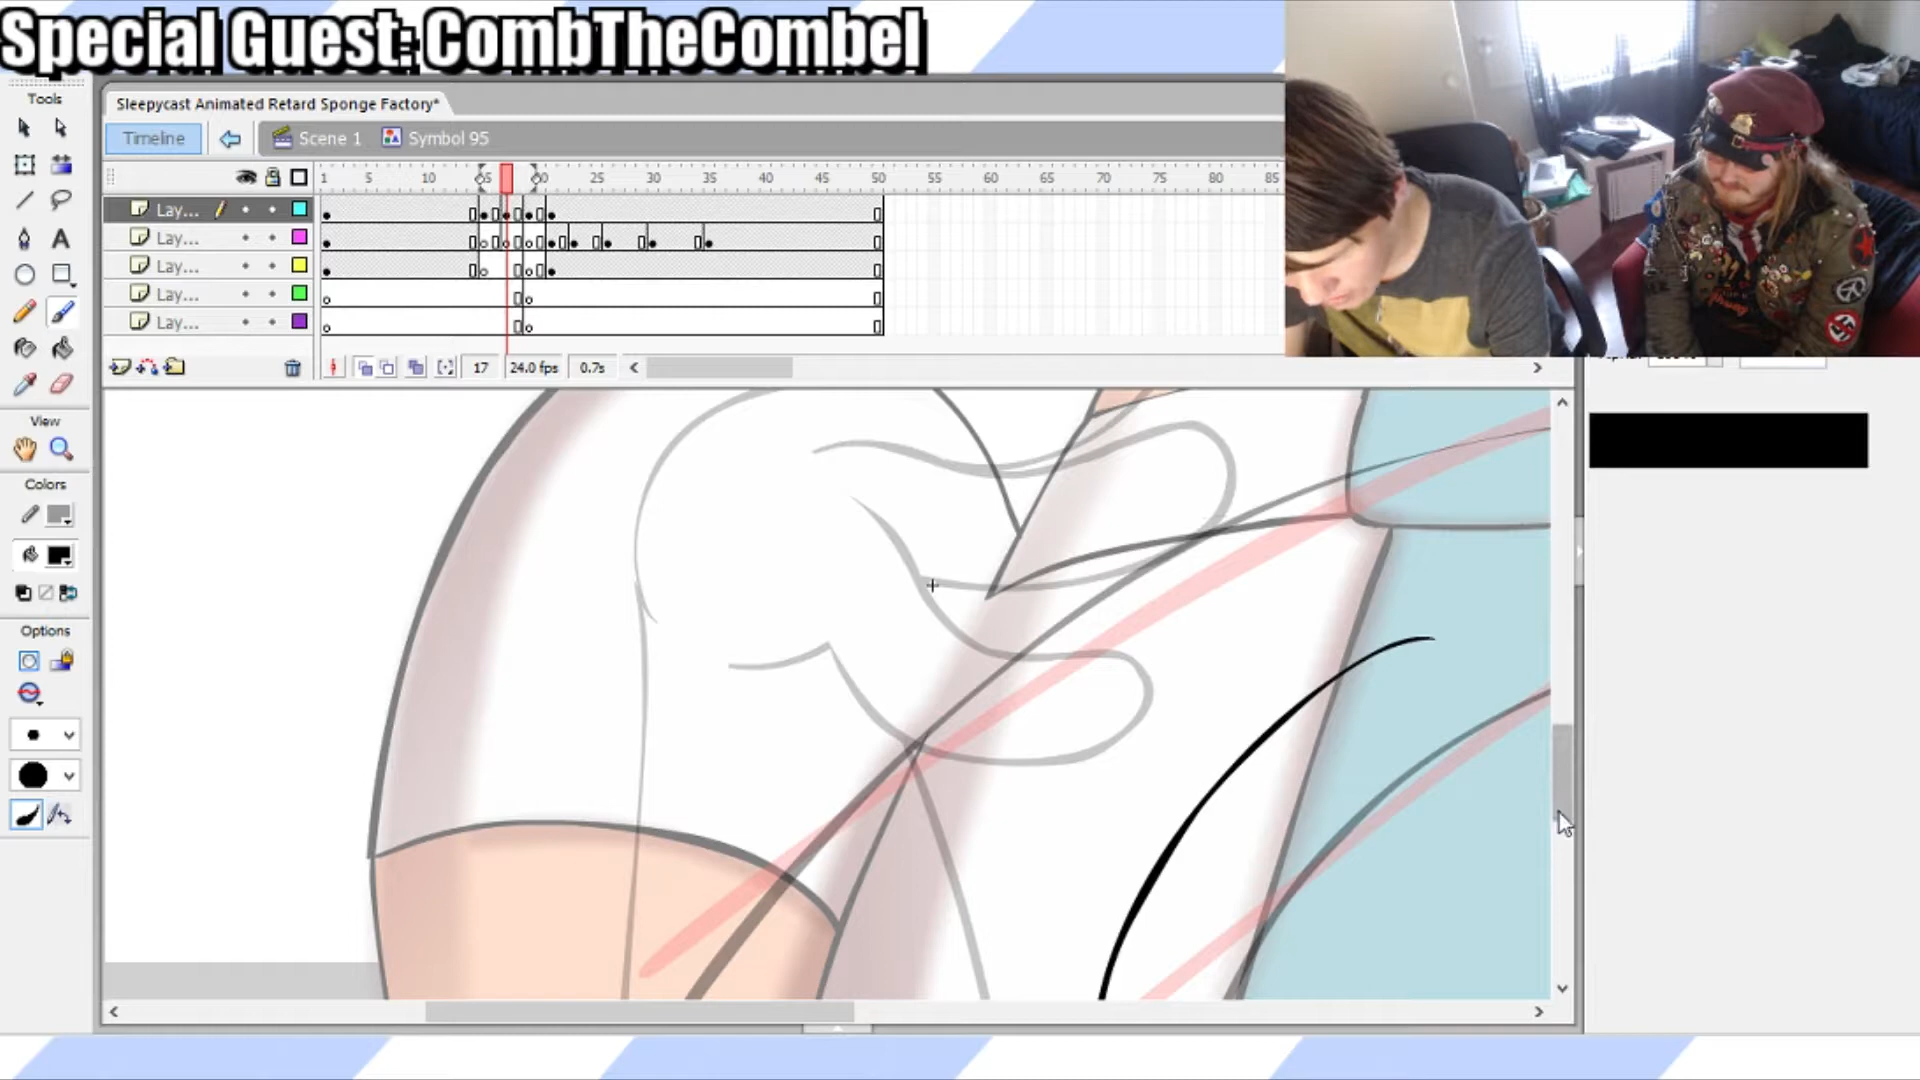 Special Guest: CombTheCombel
Tools
Sleepycast Animated Retard Sponge Factory*
Timeline
Scene 1
Symbol 95
1 5 10 15 20 25 30 35 40 45 50 55 60 65 70 75 80 85
Lay...
Lay...
Lay...
Lay...
Lay...
17 24.0 fps 0.7s
View
Colors
Options